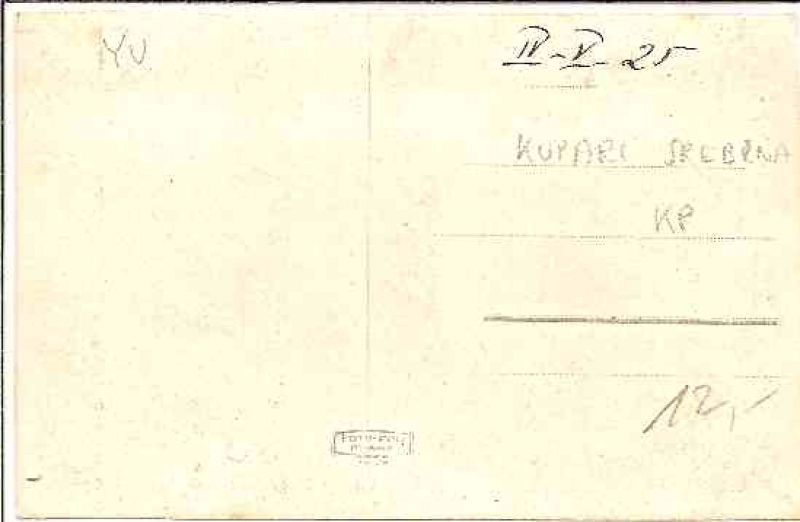 YU
IV-V-25
KUPARI SREBRNA
KP
12,-